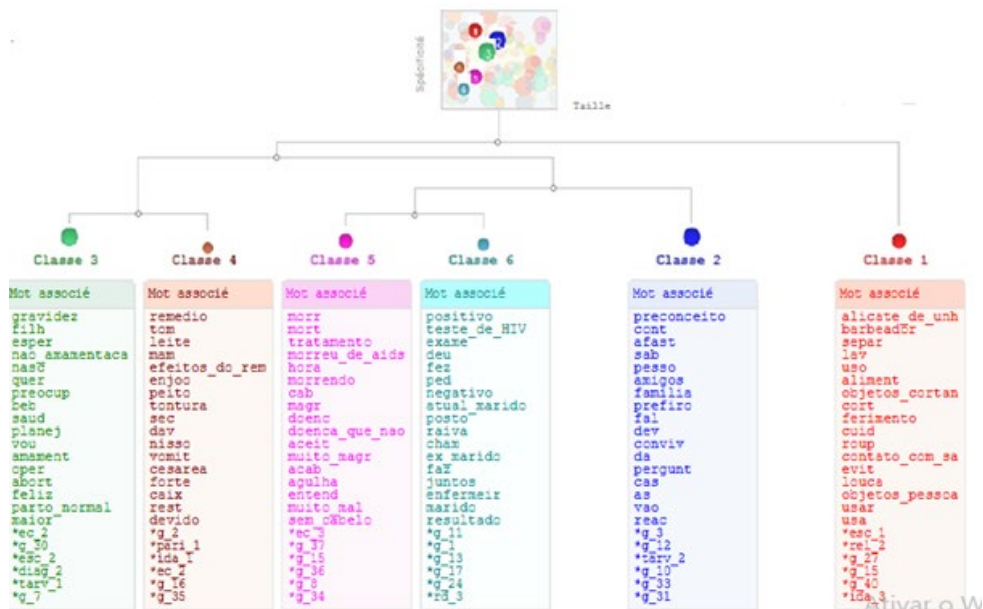 Spécificité
Taille
Classe 3
Mot associé
gravidez
filh
esper
nao_amamentaca
nasc
quer
preocup
beb
saud
planej
vou
amament
oper
abort
feliz
parto_normal
maior
*ec_2
*g_30
*esc_2
*diag_2
*tarv_1
*g_7
Classe 4
Mot associé
remedio
tom
leite
mam
efeitos_do_rem
enjoo
peito
tontura
sec
dav
nisso
vomit
cesarea
forte
caix
rest
devido
*g_2
*pari_1
*ida_1
*ec_2
*g_16
*g_35
Classe 5
Mot associé
morr
mort
tratamento
morreu_de_aids
hora
morrendo
cab
magr
doenc
doenca_que_nao
aceit
muito_magr
acab
agulha
entend
muito_mal
sem_cabelo
*g_37
*g_15
*g_36
*g_8
*g_34
Classe 6
Mot associé
positivo
teste_de_HIV
exame
deu
fez
ped
negativo
atual_marido
posto
raiva
cham
ex_marido
juntos
enfermeir
marido
resultado
*g_11
*g_1
*g_13
*g_17
*g_24
*rd_3
Classe 2
Mot associé
preconceito
cont
afast
sab
pesso
amigos
familia
prefiro
fal
dev
conviv
da
pergunt
cas
as
vao
reac
*g_3
*g_12
*tarv_2
*g_10
*g_33
*g_31
Classe 1
Mot associé
alicate_de_unh
barbeador
separ
lav
uso
aliment
objetos_cortan
cort
ferimento
cuid
roup
contato_com_sa
evit
louca
objetos_pessoa
usar
usa
*esc_1
*rel_2
*g_27
*g_15
*g_40
*ida_3
Ativar o W